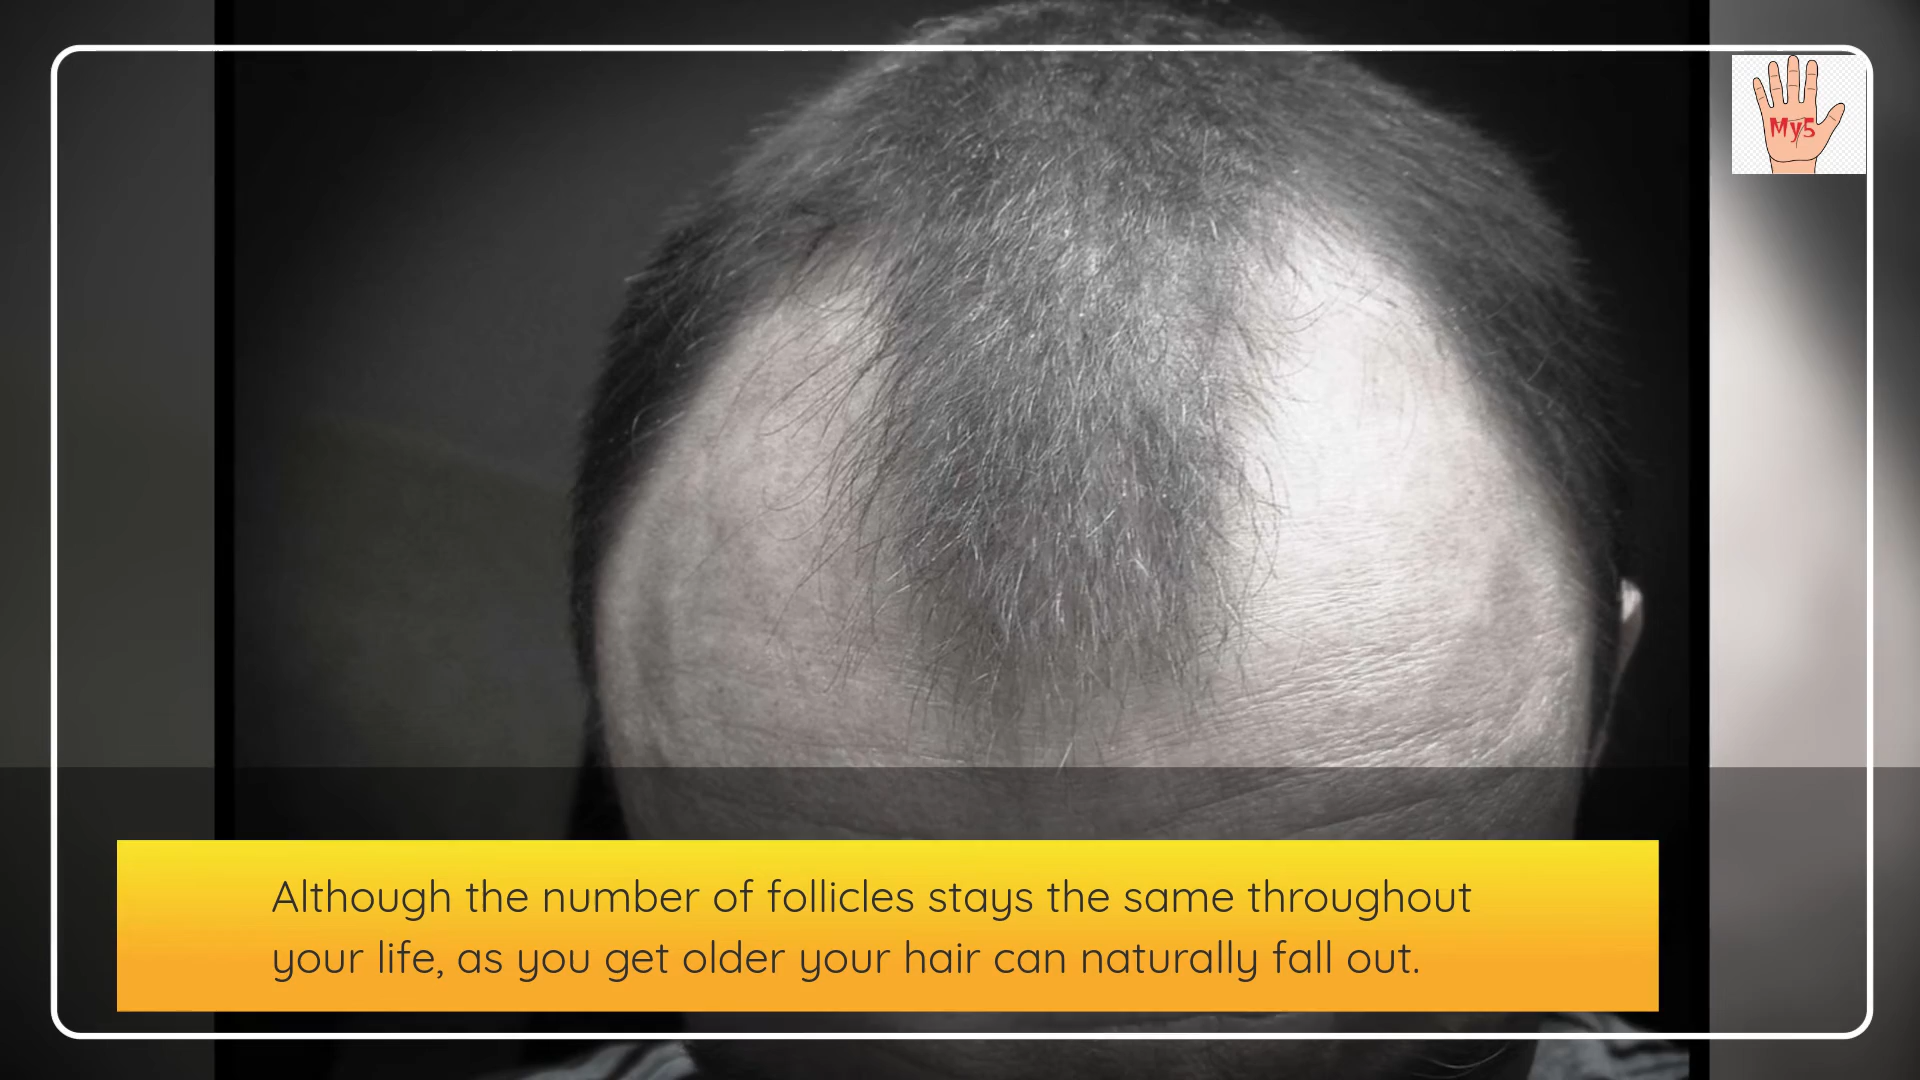 My5
Although the number of follicles stays the same throughout
your life, as you get older your hair can naturally fall out.